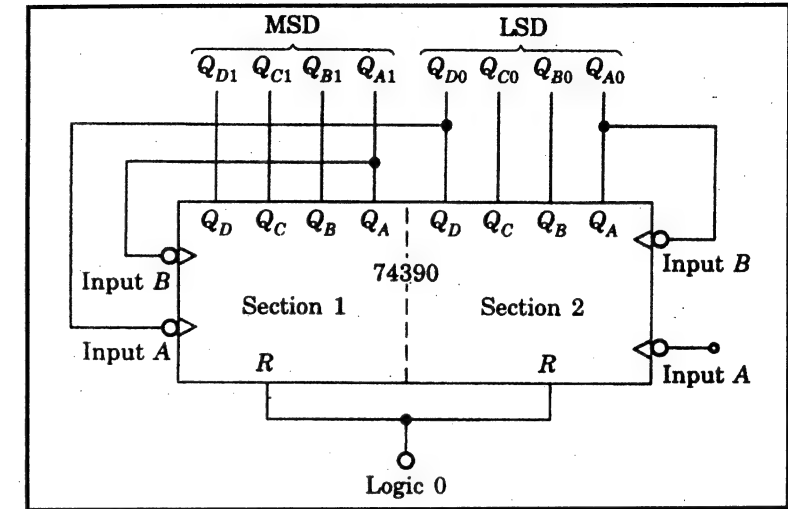 MSD LSD
Q_D1 Q_C1 Q_B1 Q_A1 Q_D0 Q_C0 Q_B0 Q_A0
Q_D Q_C Q_B Q_A Q_D Q_C Q_B Q_A
Input B Input B
74390
Section 1 Section 2
Input A Input A
R R
Logic 0